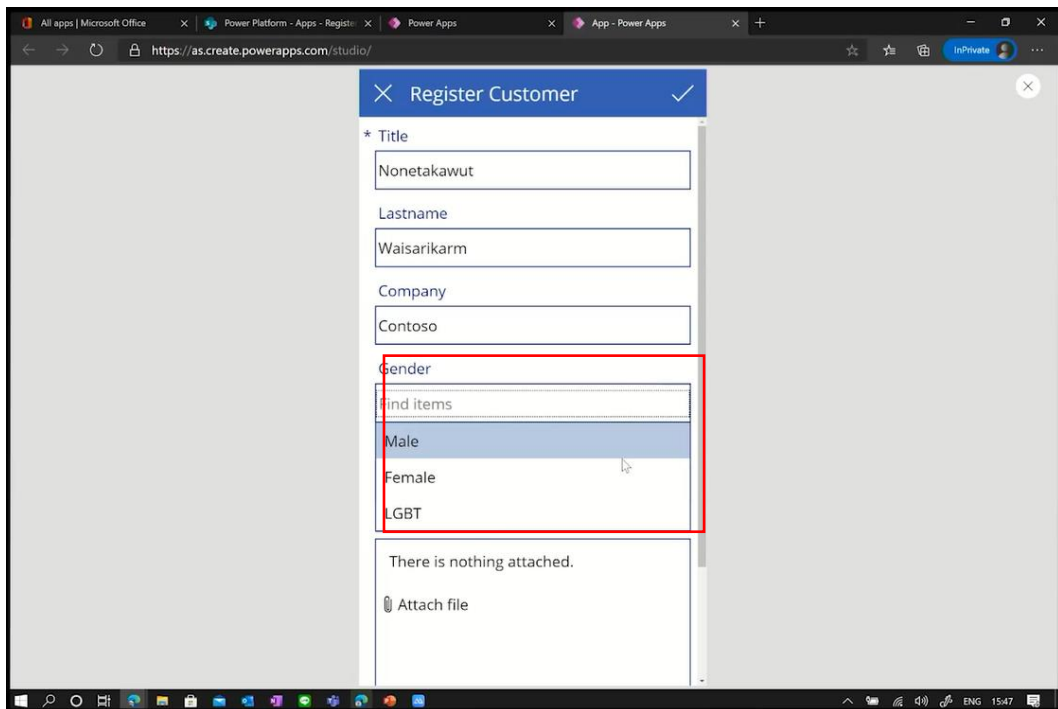 All apps | Microsoft Office
Power Platform - Apps - Registe
Power Apps
App - Power Apps
https://as.create.powerapps.com/studio/
InPrivate
Register Customer
* Title
Nonetakawut
Lastname
Waisarikarm
Company
Contoso
Gender
Find items
Male
Female
LGBT
There is nothing attached.
Attach file
ENG 15:47